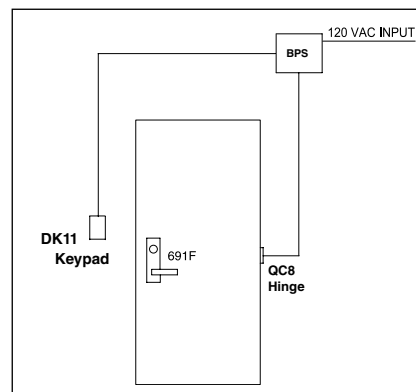 120 VAC INPUT
BPS
DK11
Keypad
691F
QC8
Hinge